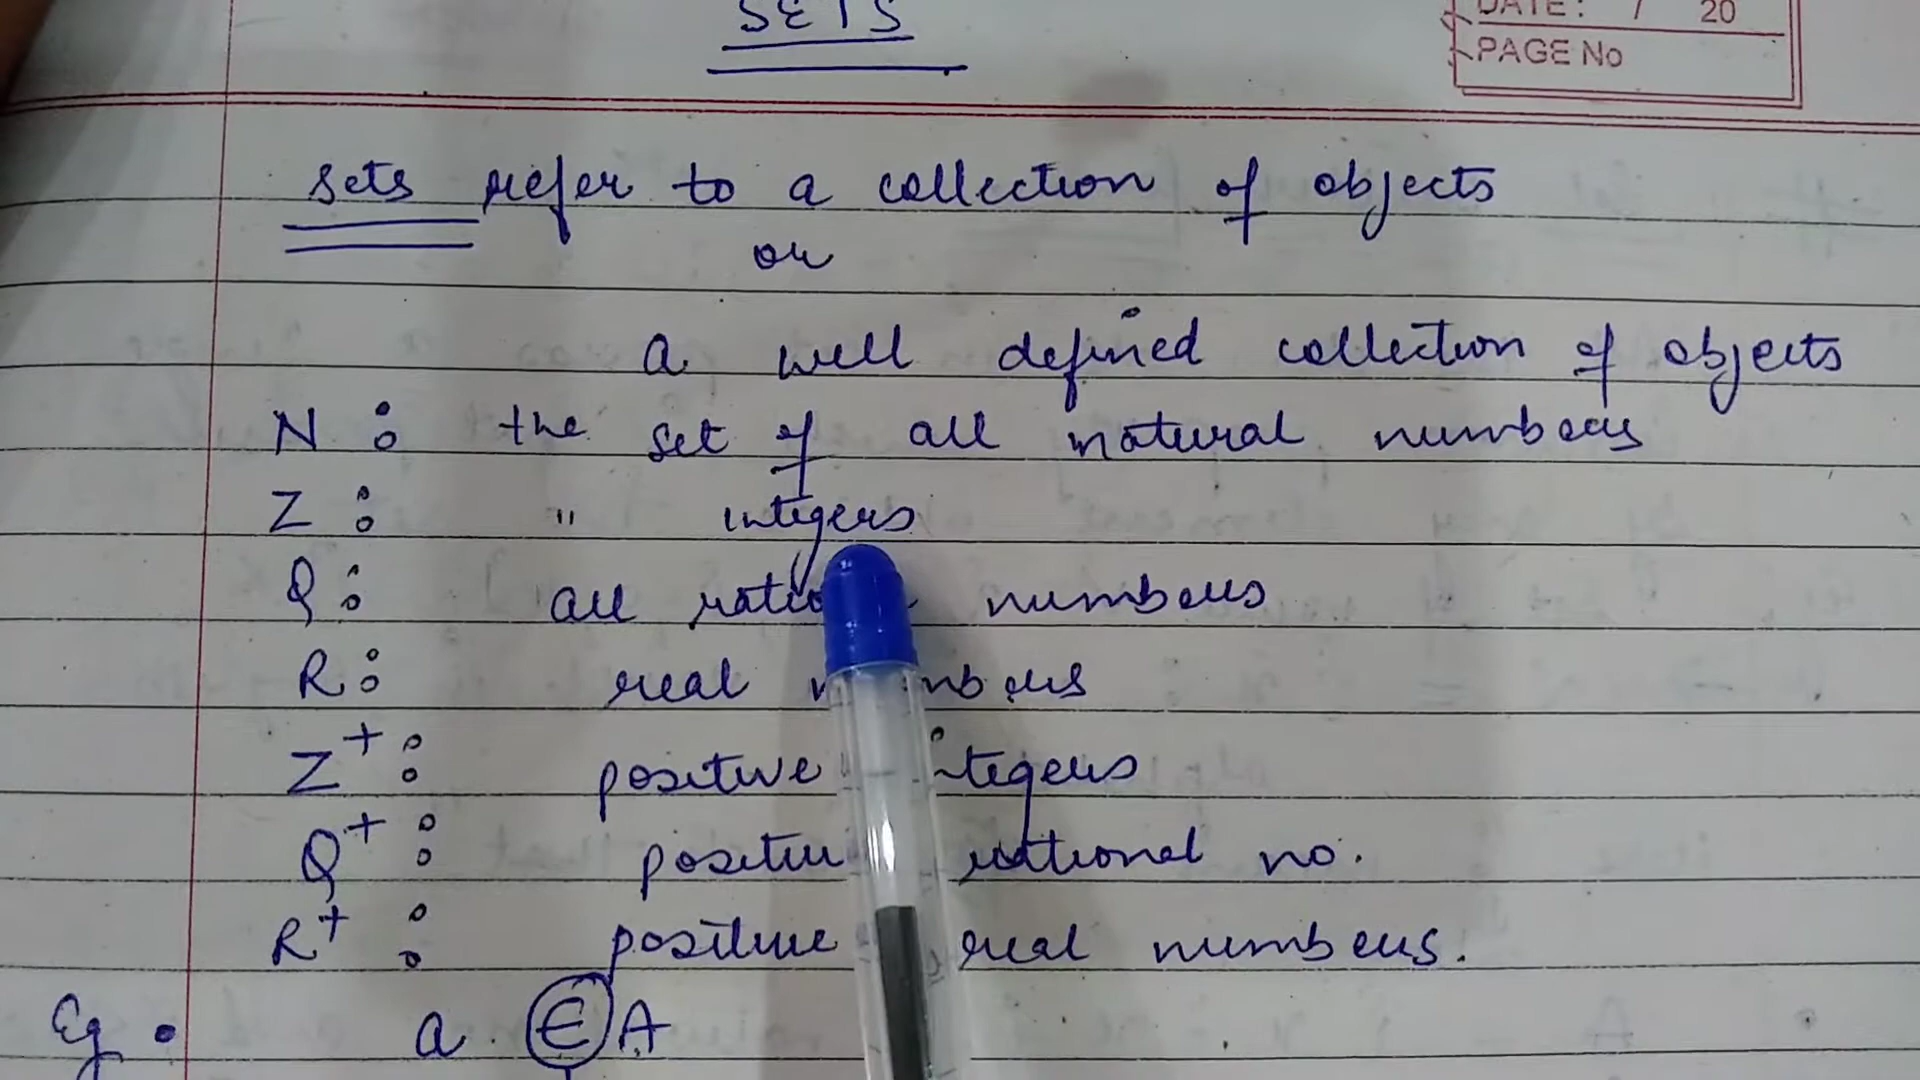 SETS
DATE: / 20
PAGE No
Sets refer to a collection of objects
or
a well defined collection of objects
N : the set of all natural numbers
Z : " integers
Q : all numbers
R : real
Z+ : positive
Q+ : rational no.
R+ : positive real numbers.
Eg • a ∈ A